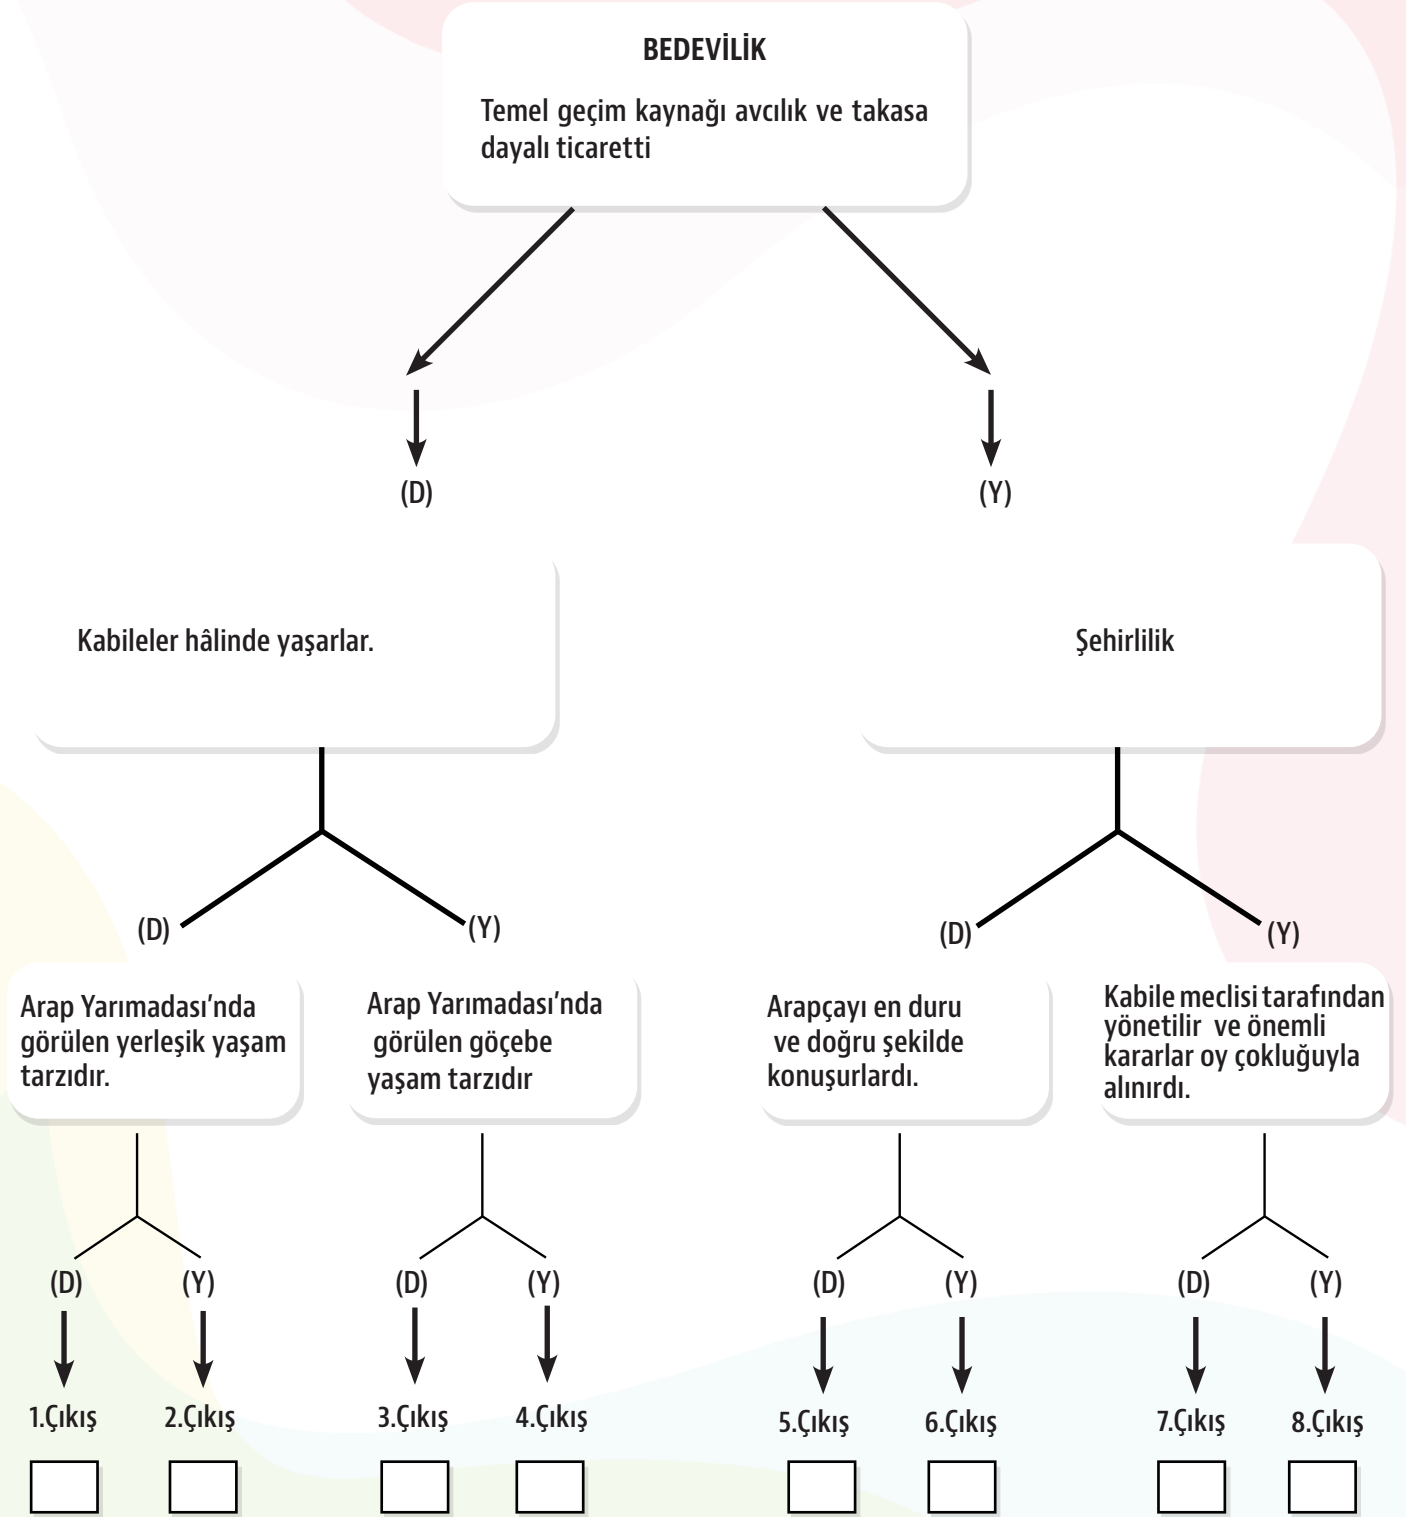 BEDEVİLİK
Temel geçim kaynağı avcılık ve takasa
dayalı ticaretti
(D)
(Y)
Kabileler hâlinde yaşarlar.
Şehirlilik
(D)
(Y)
(D)
(Y)
Arap Yarımadası'nda
görülen yerleşik yaşam
tarzıdır.
Arap Yarımadası'nda
görülen göçebe
yaşam tarzıdır
Arapçayı en duru
ve doğru şekilde
konuşurlardı.
Kabile meclisi tarafından
yönetilir ve önemli
kararlar oy çokluğuyla
alınırdı.
(D)
(Y)
(D)
(Y)
(D)
(Y)
(D)
(Y)
1.Çıkış
2.Çıkış
3.Çıkış
4.Çıkış
5.Çıkış
6.Çıkış
7.Çıkış
8.Çıkış